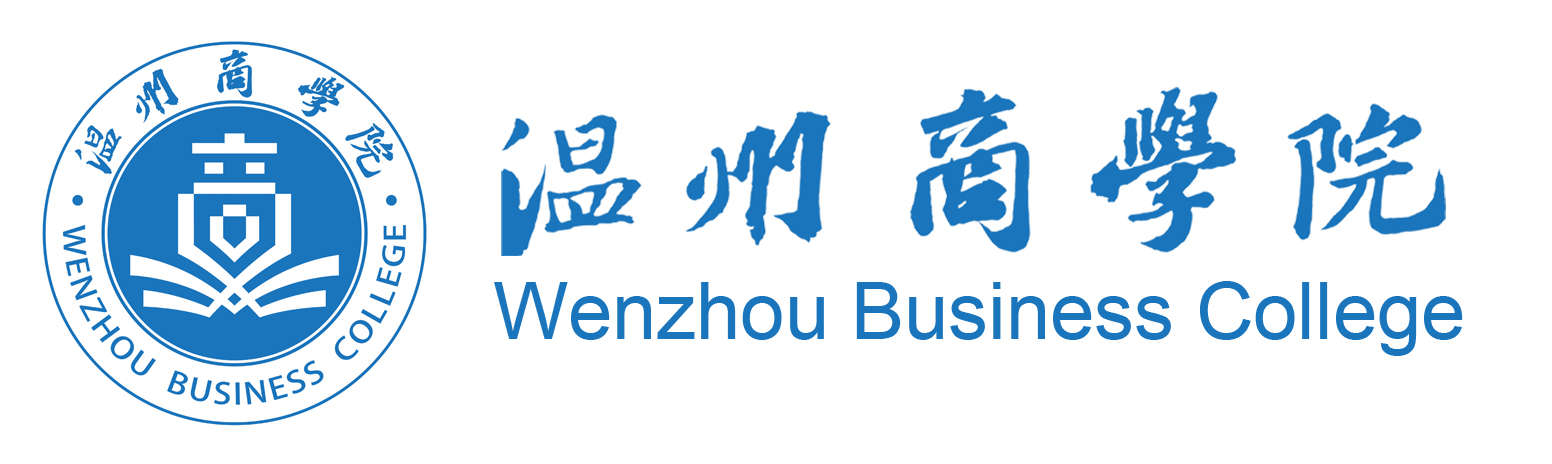 温州商學院
WENZHOU BUSINESS COLLEGE
温州商學院
Wenzhou Business College